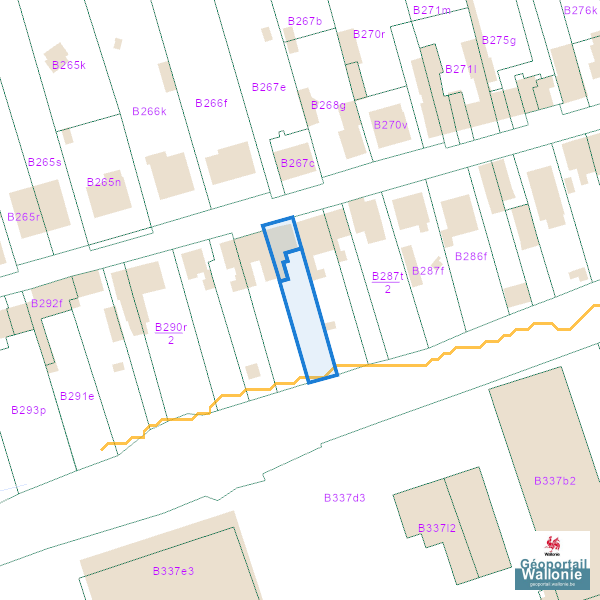 B271m
B276k
B267b
B270r
B275g
B265k
B271l
B267e
B266f
B268g
B266k
B270v
B265s
B267c
B265n
B265r
B286f
B287t
2
B287f
B292f
B290r
2
B291e
B293p
B337b2
B337d3
B337l2
B337e3
Wallonie
Géoportail
Wallonie
geoportail.wallonie.be